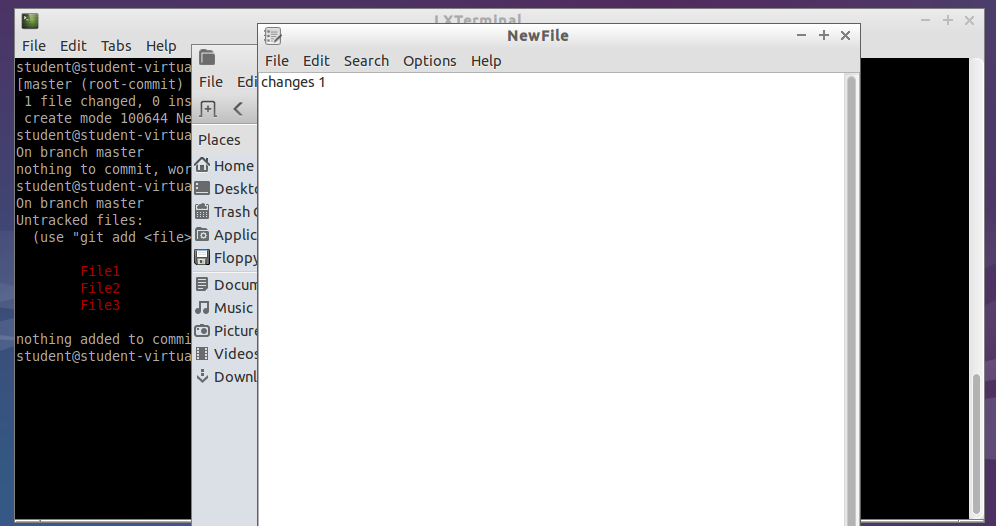 LXTerminal
File Edit Tabs Help
student@student-virtua
[master (root-commit)
1 file changed, 0 ins
create mode 100644 Ne
student@student-virtua
On branch master
nothing to commit, wor
student@student-virtua
On branch master
Untracked files:
(use "git add <file>
File1
File2
File3
nothing added to commi
student@student-virtua
File Edi
Places
Home
Deskto
Trash C
Applic
Floppy
Docum
Music
Picture
Videos
Downl
NewFile
File Edit Search Options Help
changes 1